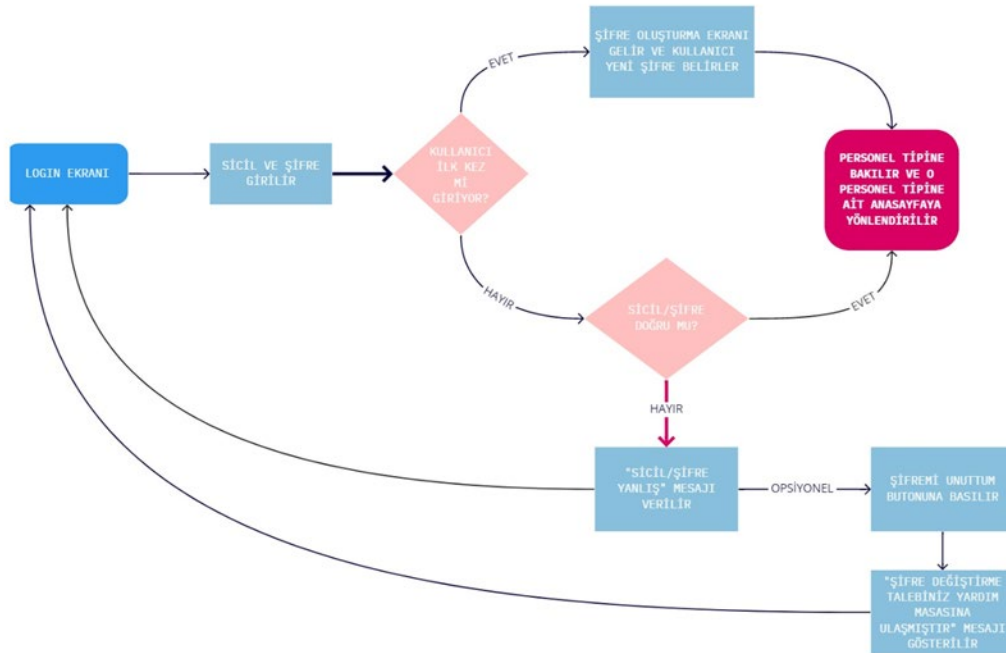 ŞİFRE OLUŞTURMA EKRANI
GELİR VE KULLANICI
YENİ ŞİFRE BELİRLER
EVET
LOGIN EKRANI
SİCİL VE ŞİFRE
GİRİLİR
KULLANICI
İLK KEZ
Mİ
GİRİYOR?
PERSONEL TİPİNE
BAKILIR VE O
PERSONEL TİPİNE
AİT ANASAYFAYA
YÖNLENDİRİLİR
HAYIR
SİCİL/ŞİFRE
DOĞRU MU?
EVET
HAYIR
"SİCİL/ŞİFRE
YANLIŞ" MESAJI
VERİLİR
OPSİYONEL
ŞİFREMİ UNUTTUM
BUTONUNA BASILIR
"ŞİFRE DEĞİŞTİRME
TALEBİNİZ YARDIM
MASASINA
ULAŞMIŞTIR" MESAJI
GÖSTERİLİR